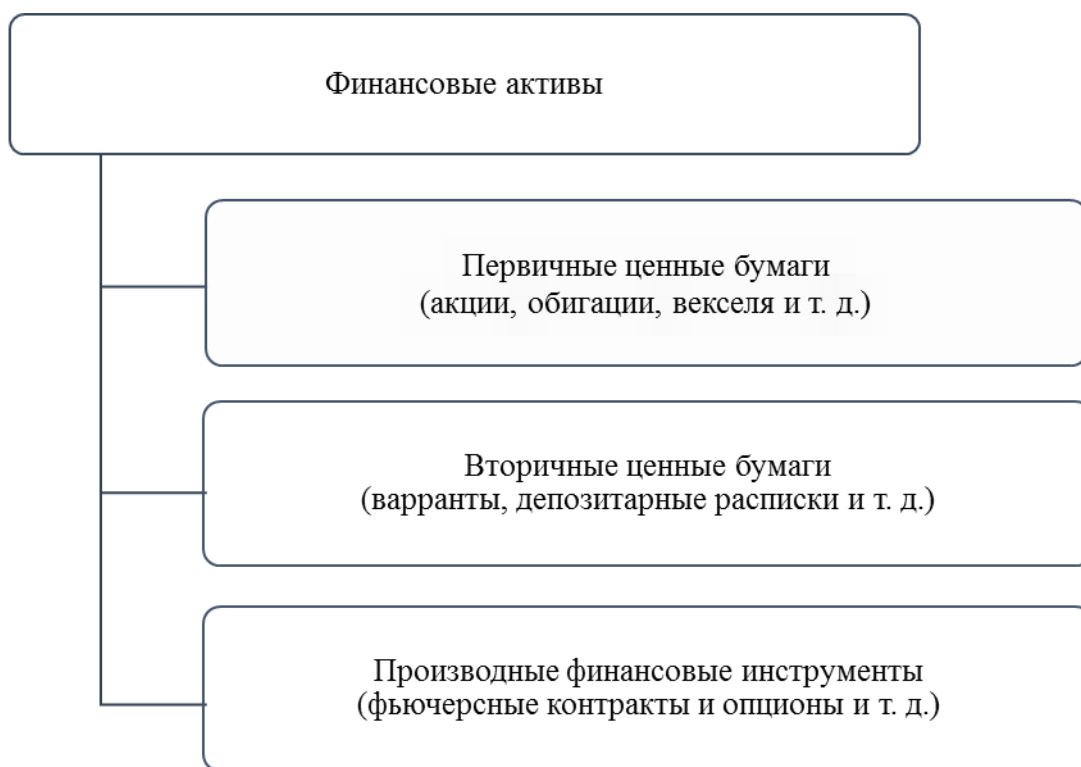 Финансовые активы
Первичные ценные бумаги
(акции, обигации, векселя и т. д.)
Вторичные ценные бумаги
(варранты, депозитарные расписки и т. д.)
Производные финансовые инструменты
(фьючерсные контракты и опционы и т. д.)